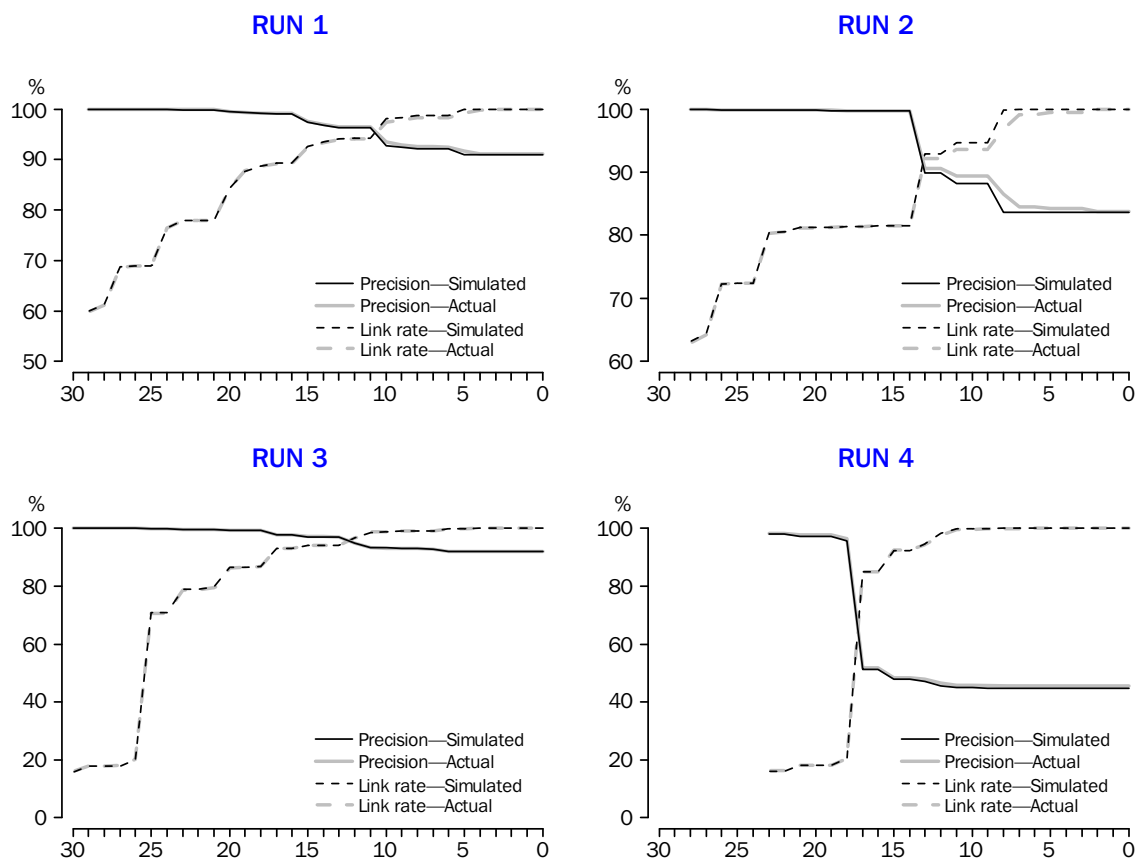 RUN 1
%
100
90
80
70
60
50
Precision—Simulated
Precision—Actual
Link rate—Simulated
Link rate—Actual
30 25 20 15 10 5 0
RUN 2
%
100
90
80
70
60
Precision—Simulated
Precision—Actual
Link rate—Simulated
Link rate—Actual
30 25 20 15 10 5 0
RUN 3
%
100
80
60
40
20
0
Precision—Simulated
Precision—Actual
Link rate—Simulated
Link rate—Actual
30 25 20 15 10 5 0
RUN 4
%
100
80
60
40
20
0
Precision—Simulated
Precision—Actual
Link rate—Simulated
Link rate—Actual
30 25 20 15 10 5 0